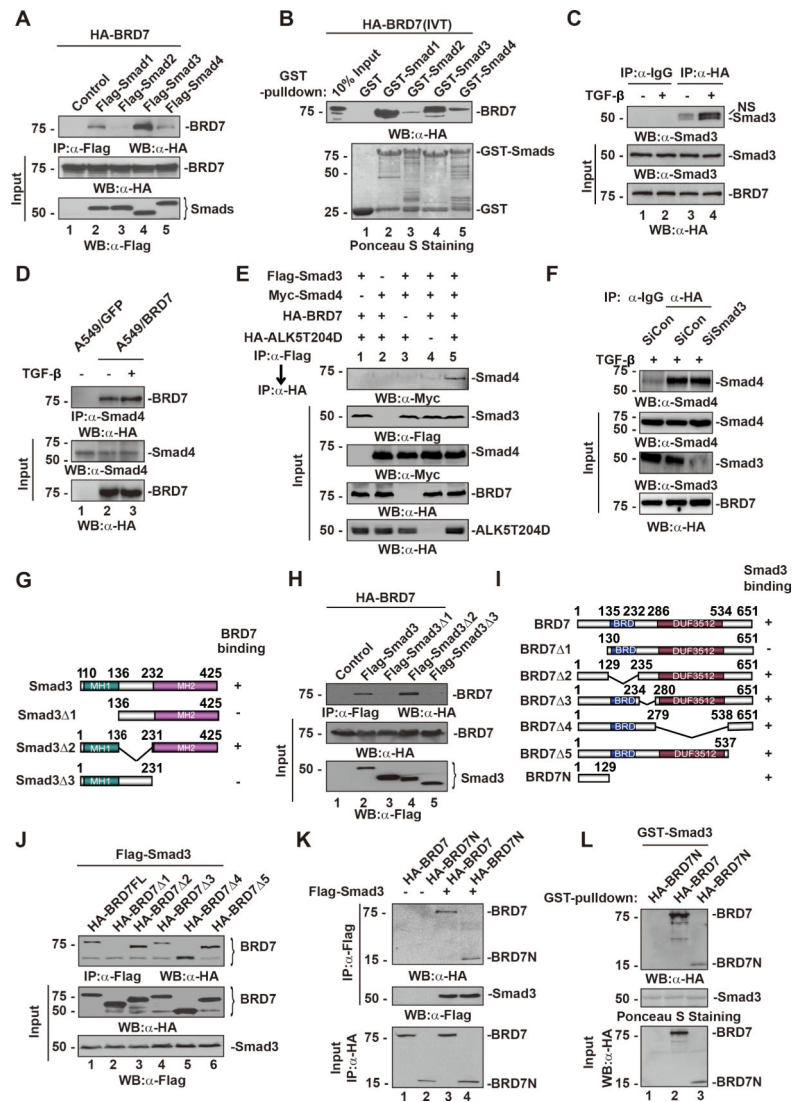 A
HA-BRD7
Control
Flag-Smad1
Flag-Smad2
Flag-Smad3
Flag-Smad4
75 -
-BRD7
IP:α-Flag WB:α-HA
Input
75 -
-BRD7
WB:α-HA
50 -
Smads
1 2 3 4 5
WB:α-Flag
B
HA-BRD7(IVT)
GST
-pulldown:
10% Input
GST
GST-Smad1
GST-Smad2
GST-Smad3
GST-Smad4
75 -
-BRD7
WB:α-HA
75 -
-GST-Smads
50 -
25 -
-GST
1 2 3 4 5
Ponceau S Staining
C
IP:α-IgG IP:α-HA
TGF-β - + - +
NS
50 -
-Smad3
WB:α-Smad3
Input
50 -
-Smad3
WB:α-Smad3
75 -
-BRD7
1 2 3 4
WB:α-HA
D
A549/GFP
A549/BRD7
TGF-β - - +
75 -
-BRD7
IP:α-Smad4
WB:α-HA
Input
75 -
50 -
-Smad4
WB:α-Smad4
75 -
-BRD7
1 2 3
WB:α-HA
E
Flag-Smad3 + - + + +
Myc-Smad4 - + + + +
HA-BRD7 + + - + +
HA-ALK5T204D + + + - +
IP:α-Flag 1 2 3 4 5
IP:α-HA
75 -
-Smad4
WB:α-Myc
Input
50 -
-Smad3
WB:α-Flag
75 -
50 -
-Smad4
WB:α-Myc
75 -
-BRD7
WB:α-HA
50 -
-ALK5T204D
WB:α-HA
F
IP: α-IgG α-HA
SiCon
SiCon
SiSmad3
TGF-β + + +
75 -
50 -
-Smad4
WB:α-Smad4
Input
75 -
50 -
-Smad4
WB:α-Smad4
50 -
-Smad3
WB:α-Smad3
75 -
-BRD7
WB:α-HA
G
BRD7
binding
1 10 136 232 425
Smad3 MH1 MH2 +
136 425
Smad3Δ1 MH2 -
1 136 231 425
Smad3Δ2 MH1 MH2 +
1 231
Smad3Δ3 MH1 -
H
HA-BRD7
Control
Flag-Smad3
Flag-Smad3Δ1
Flag-Smad3Δ2
Flag-Smad3Δ3
75 -
-BRD7
IP:α-Flag WB:α-HA
Input
75 -
-BRD7
WB:α-HA
50 -
Smad3
1 2 3 4 5
WB:α-Flag
I
Smad3
binding
1 135 232 286 534 651
BRD7 BRD DUF3512 +
130 651
BRD7Δ1 BRD DUF3512 -
1 129 235 651
BRD7Δ2 DUF3512 +
1 234 280 651
BRD7Δ3 BRD DUF3512 +
1 279 538 651
BRD7Δ4 BRD +
1 537
BRD7Δ5 BRD DUF3512 +
1 129
BRD7N +
J
Flag-Smad3
HA-BRD7FL
HA-BRD7Δ1
HA-BRD7Δ2
HA-BRD7Δ3
HA-BRD7Δ4
HA-BRD7Δ5
75 -
BRD7
IP:α-Flag WB:α-HA
Input
75 -
50 -
BRD7
WB:α-HA
50 -
-Smad3
1 2 3 4 5 6
WB:α-Flag
K
HA-BRD7
HA-BRD7N
HA-BRD7
HA-BRD7N
Flag-Smad3 - - + +
IP:α-Flag
75 -
-BRD7
15 -
-BRD7N
WB:α-HA
50 -
-Smad3
WB:α-Flag
Input
IP:α-HA
75 -
-BRD7
15 -
-BRD7N
1 2 3 4
L
GST-Smad3
GST-pulldown:
HA-BRD7N
HA-BRD7
HA-BRD7N
75 -
-BRD7
15 -
-BRD7N
WB:α-HA
50 -
-Smad3
Ponceau S Staining
Input
WB:α-HA
75 -
-BRD7
15 -
-BRD7N
1 2 3